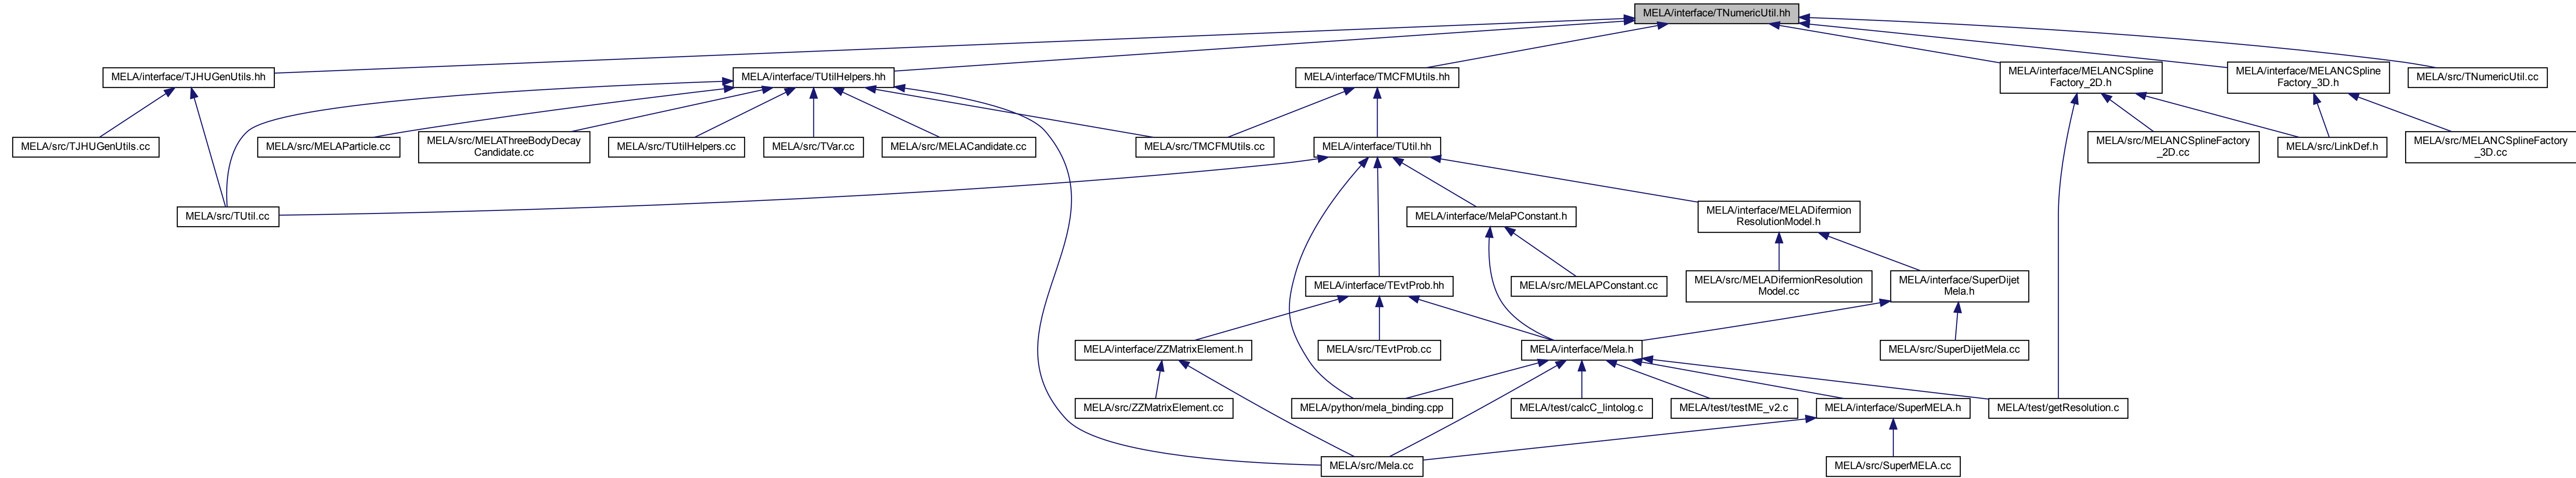 MELA/interface/TNumericUtil.hh
MELA/interface/TJHUGenUtils.hh
MELA/interface/TUtilHelpers.hh
MELA/interface/TMCFMUtils.hh
MELA/interface/MELANCSpline
Factory_2D.h
MELA/interface/MELANCSpline
Factory_3D.h
MELA/src/TNumericUtil.cc
MELA/src/TJHUGenUtils.cc
MELA/src/MELAParticle.cc
MELA/src/MELAThreeBodyDecay
Candidate.cc
MELA/src/TUtilHelpers.cc
MELA/src/TVar.cc
MELA/src/MELACandidate.cc
MELA/src/TMCFMUtils.cc
MELA/interface/TUtil.hh
MELA/src/MELANCSplineFactory
_2D.cc
MELA/src/LinkDef.h
MELA/src/MELANCSplineFactory
_3D.cc
MELA/src/TUtil.cc
MELA/interface/MelaPConstant.h
MELA/interface/MELADifermion
ResolutionModel.h
MELA/interface/TEvtProb.hh
MELA/src/MELAPConstant.cc
MELA/src/MELADifermionResolution
Model.cc
MELA/interface/SuperDijet
Mela.h
MELA/interface/ZZMatrixElement.h
MELA/src/TEvtProb.cc
MELA/interface/Mela.h
MELA/src/SuperDijetMela.cc
MELA/src/ZZMatrixElement.cc
MELA/python/mela_binding.cpp
MELA/test/calcC_lintolog.c
MELA/test/testME_v2.c
MELA/interface/SuperMELA.h
MELA/test/getResolution.c
MELA/src/Mela.cc
MELA/src/SuperMELA.cc